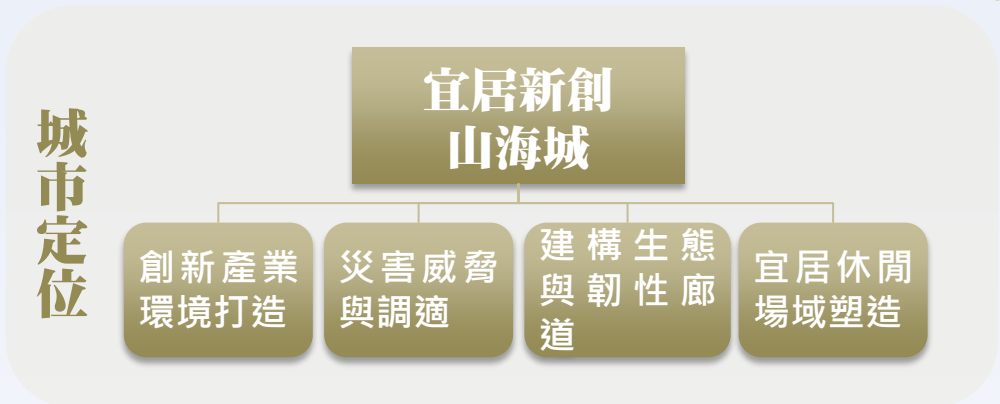 城市定位
宜居新創
山海城
創新產業
環境打造
災害威脅
與調適
建構生態
與韌性廊
道
宜居休閒
場域塑造